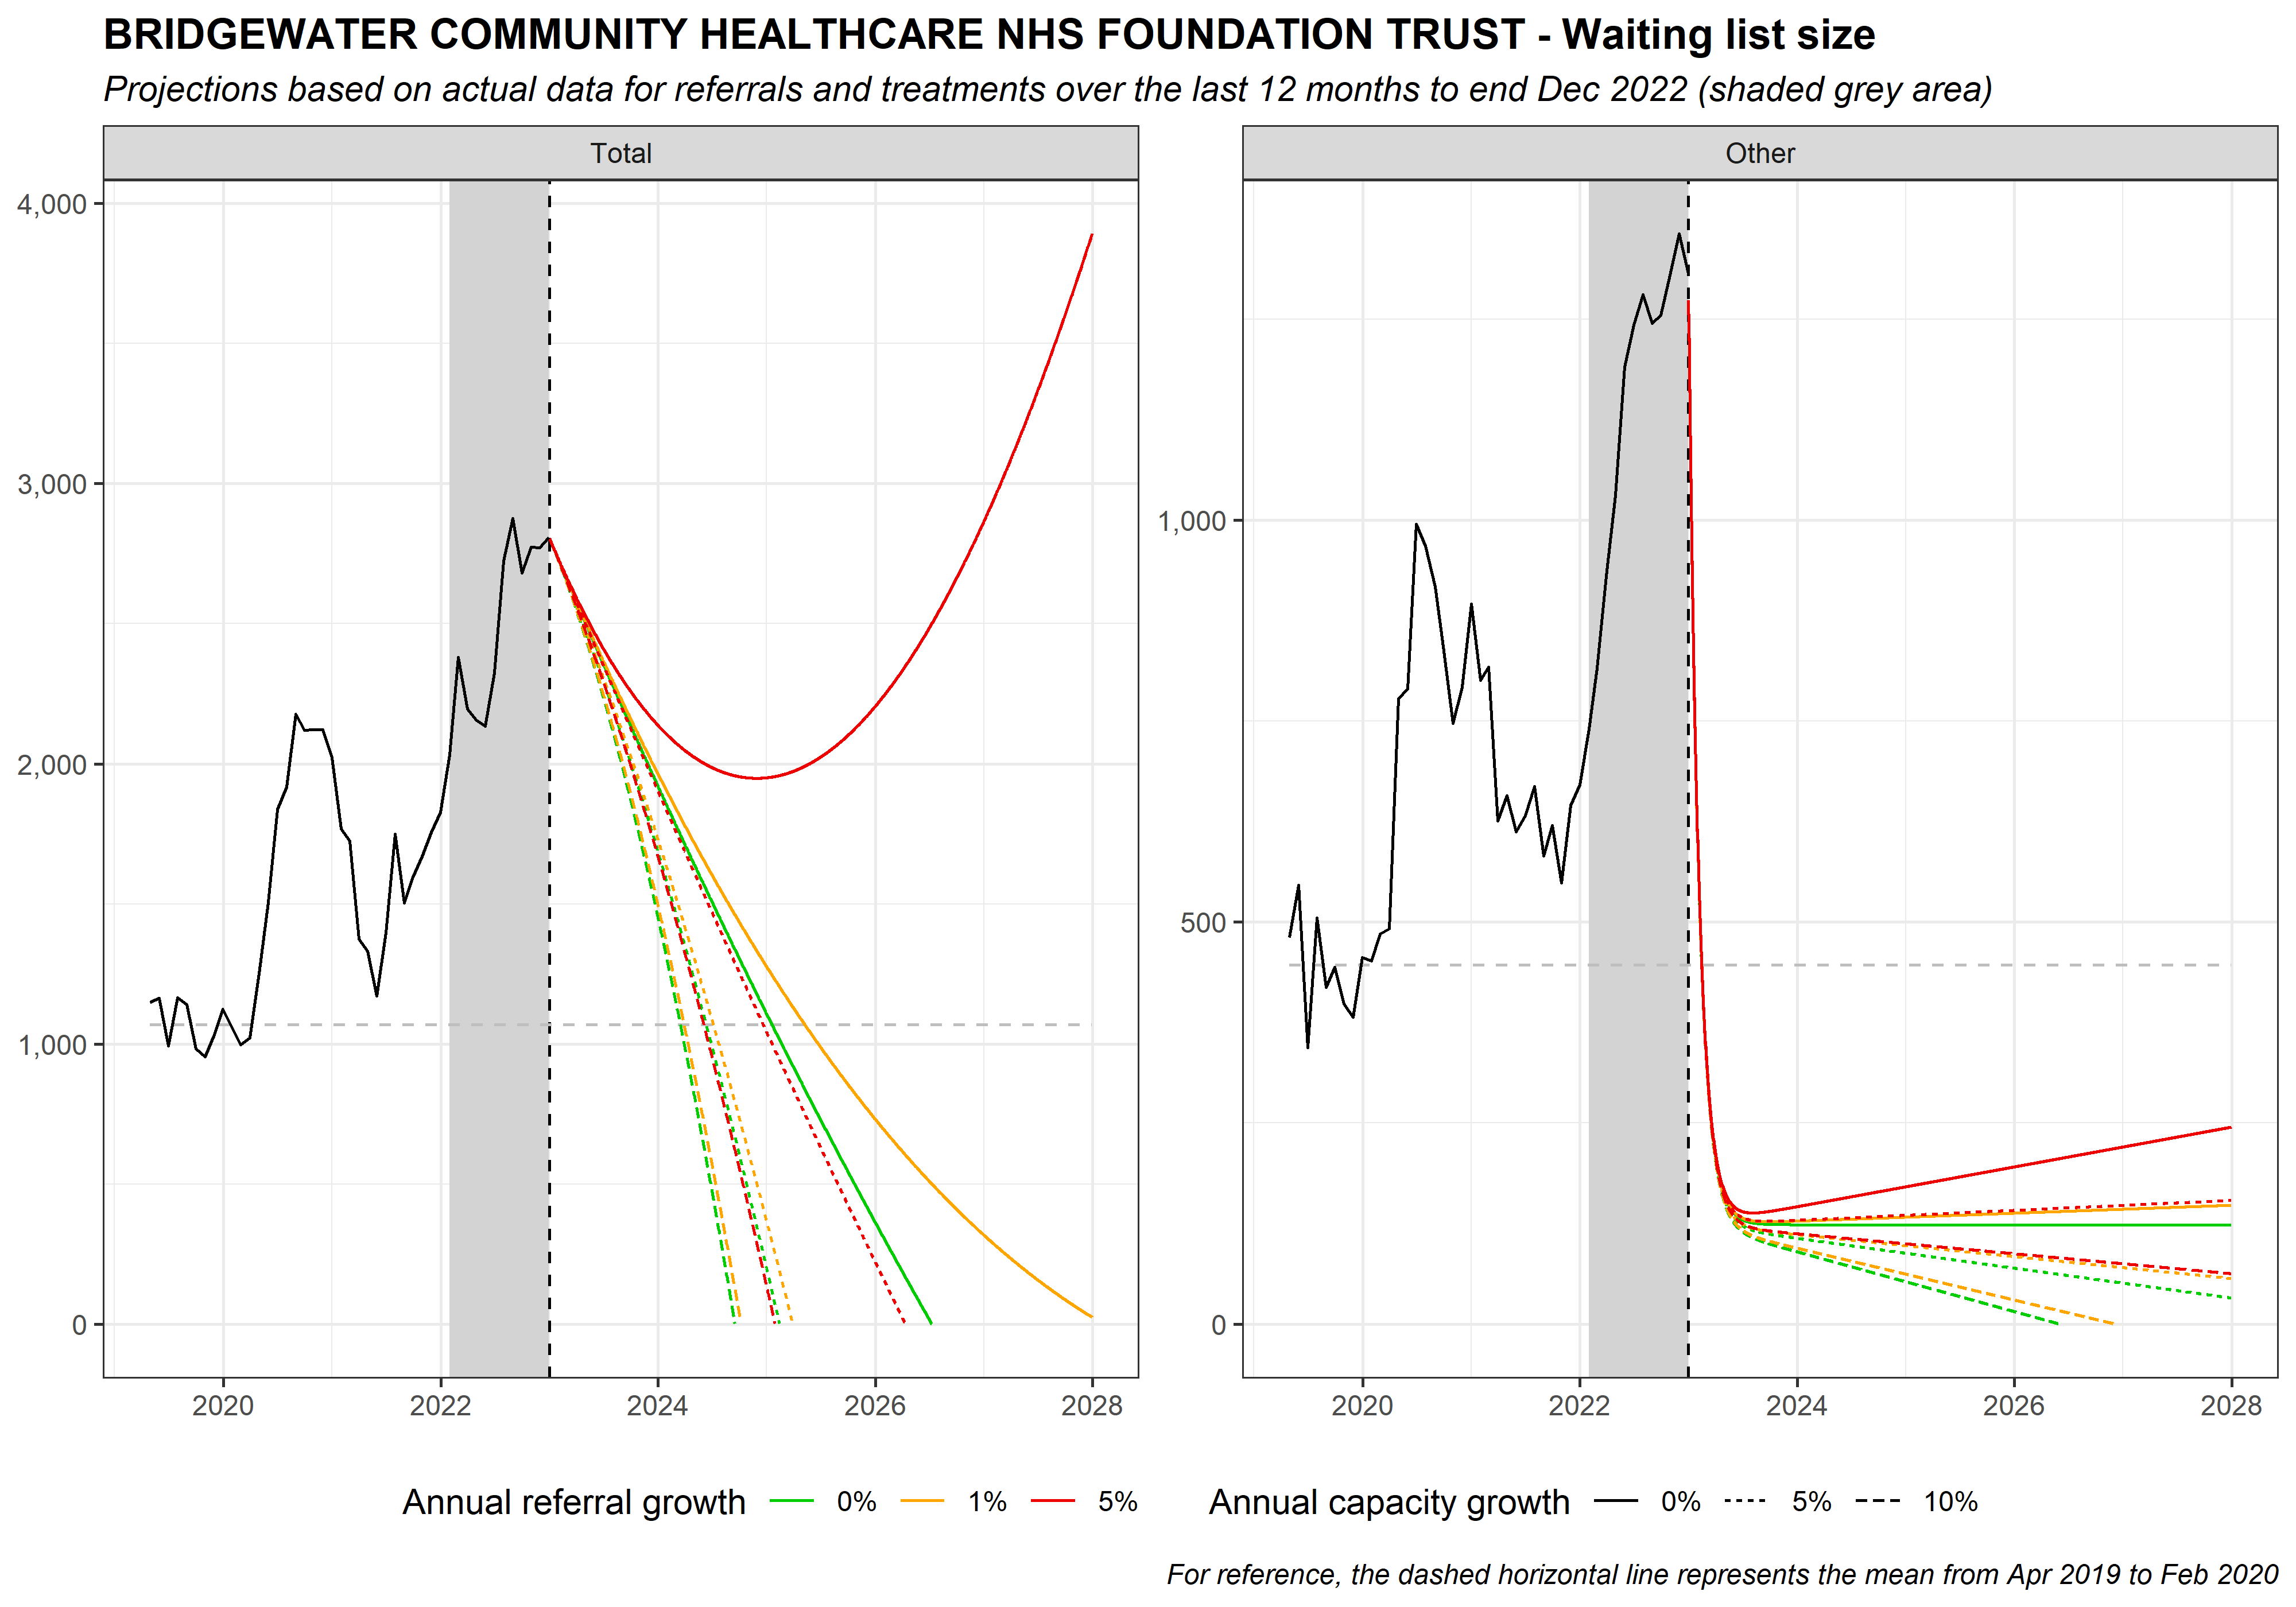 BRIDGEWATER COMMUNITY HEALTHCARE NHS FOUNDATION TRUST - Waiting list size
Projections based on actual data for referrals and treatments over the last 12 months to end Dec 2022 (shaded grey area)
Total
4,000
3,000
2,000
1,000
0
2020 2022 2024 2026 2028
Other
1,000
500
0
2020 2022 2024 2026 2028
Annual referral growth 0% 1% 5%
Annual capacity growth 0% 5% 10%
For reference, the dashed horizontal line represents the mean from Apr 2019 to Feb 2020